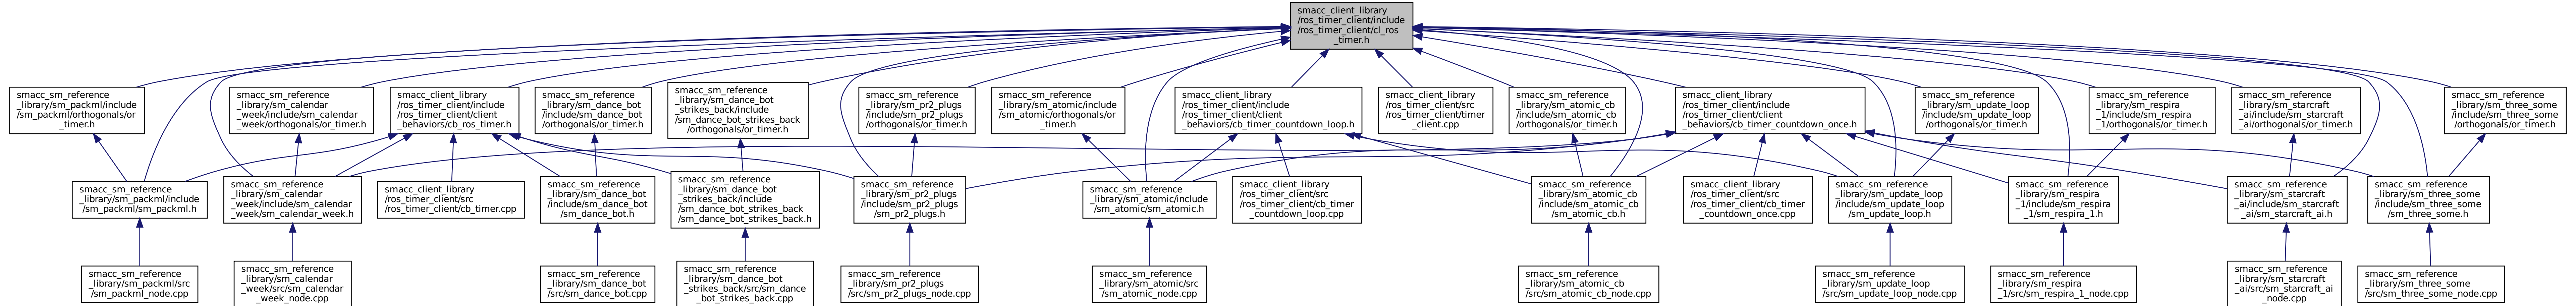 smacc_client_library
/ros_timer_client/include
/ros_timer_client/cl_ros
_timer.h
smacc_sm_reference
_library/sm_packml/include
/sm_packml/orthogonals/or
_timer.h
smacc_sm_reference
_library/sm_calendar
_week/include/sm_calendar
_week/orthogonals/or_timer.h
smacc_client_library
/ros_timer_client/include
/ros_timer_client/client
_behaviors/cb_ros_timer.h
smacc_sm_reference
_library/sm_dance_bot
/include/sm_dance_bot
/orthogonals/or_timer.h
smacc_sm_reference
_library/sm_dance_bot
_strikes_back/include
/sm_dance_bot_strikes_back
/orthogonals/or_timer.h
smacc_sm_reference
_library/sm_pr2_plugs
/include/sm_pr2_plugs
/orthogonals/or_timer.h
smacc_sm_reference
_library/sm_atomic/include
/sm_atomic/orthogonals/or
_timer.h
smacc_client_library
/ros_timer_client/include
/ros_timer_client/client
_behaviors/cb_timer_countdown_loop.h
smacc_client_library
/ros_timer_client/src
/ros_timer_client/timer
_client.cpp
smacc_sm_reference
_library/sm_atomic_cb
/include/sm_atomic_cb
/orthogonals/or_timer.h
smacc_client_library
/ros_timer_client/include
/ros_timer_client/client
_behaviors/cb_timer_countdown_once.h
smacc_sm_reference
_library/sm_update_loop
/include/sm_update_loop
/orthogonals/or_timer.h
smacc_sm_reference
_library/sm_respira
_1/include/sm_respira
_1/orthogonals/or_timer.h
smacc_sm_reference
_library/sm_starcraft
_ai/include/sm_starcraft
_ai/orthogonals/or_timer.h
smacc_sm_reference
_library/sm_three_some
/include/sm_three_some
/orthogonals/or_timer.h
smacc_sm_reference
_library/sm_packml/include
/sm_packml/sm_packml.h
smacc_sm_reference
_library/sm_calendar
_week/include/sm_calendar
_week/sm_calendar_week.h
smacc_client_library
/ros_timer_client/src
/ros_timer_client/cb_timer.cpp
smacc_sm_reference
_library/sm_dance_bot
/include/sm_dance_bot
/sm_dance_bot.h
smacc_sm_reference
_library/sm_dance_bot
_strikes_back/include
/sm_dance_bot_strikes_back
/sm_dance_bot_strikes_back.h
smacc_sm_reference
_library/sm_pr2_plugs
/include/sm_pr2_plugs
/sm_pr2_plugs.h
smacc_sm_reference
_library/sm_atomic/include
/sm_atomic/sm_atomic.h
smacc_client_library
/ros_timer_client/src
/ros_timer_client/cb_timer
_countdown_loop.cpp
smacc_sm_reference
_library/sm_atomic_cb
/include/sm_atomic_cb
/sm_atomic_cb.h
smacc_client_library
/ros_timer_client/src
/ros_timer_client/cb_timer
_countdown_once.cpp
smacc_sm_reference
_library/sm_update_loop
/include/sm_update_loop
/sm_update_loop.h
smacc_sm_reference
_library/sm_respira
_1/include/sm_respira
_1/sm_respira_1.h
smacc_sm_reference
_library/sm_starcraft
_ai/include/sm_starcraft
_ai/sm_starcraft_ai.h
smacc_sm_reference
_library/sm_three_some
/include/sm_three_some
/sm_three_some.h
smacc_sm_reference
_library/sm_packml/src
/sm_packml_node.cpp
smacc_sm_reference
_library/sm_calendar
_week/src/sm_calendar
_week_node.cpp
smacc_sm_reference
_library/sm_dance_bot
/src/sm_dance_bot.cpp
smacc_sm_reference
_library/sm_dance_bot
_strikes_back/src/sm_dance
_bot_strikes_back.cpp
smacc_sm_reference
_library/sm_pr2_plugs
/src/sm_pr2_plugs_node.cpp
smacc_sm_reference
_library/sm_atomic/src
/sm_atomic_node.cpp
smacc_sm_reference
_library/sm_atomic_cb
/src/sm_atomic_cb_node.cpp
smacc_sm_reference
_library/sm_update_loop
/src/sm_update_loop_node.cpp
smacc_sm_reference
_library/sm_respira
_1/src/sm_respira_1_node.cpp
smacc_sm_reference
_library/sm_starcraft
_ai/src/sm_starcraft_ai
_node.cpp
smacc_sm_reference
_library/sm_three_some
/src/sm_three_some_node.cpp